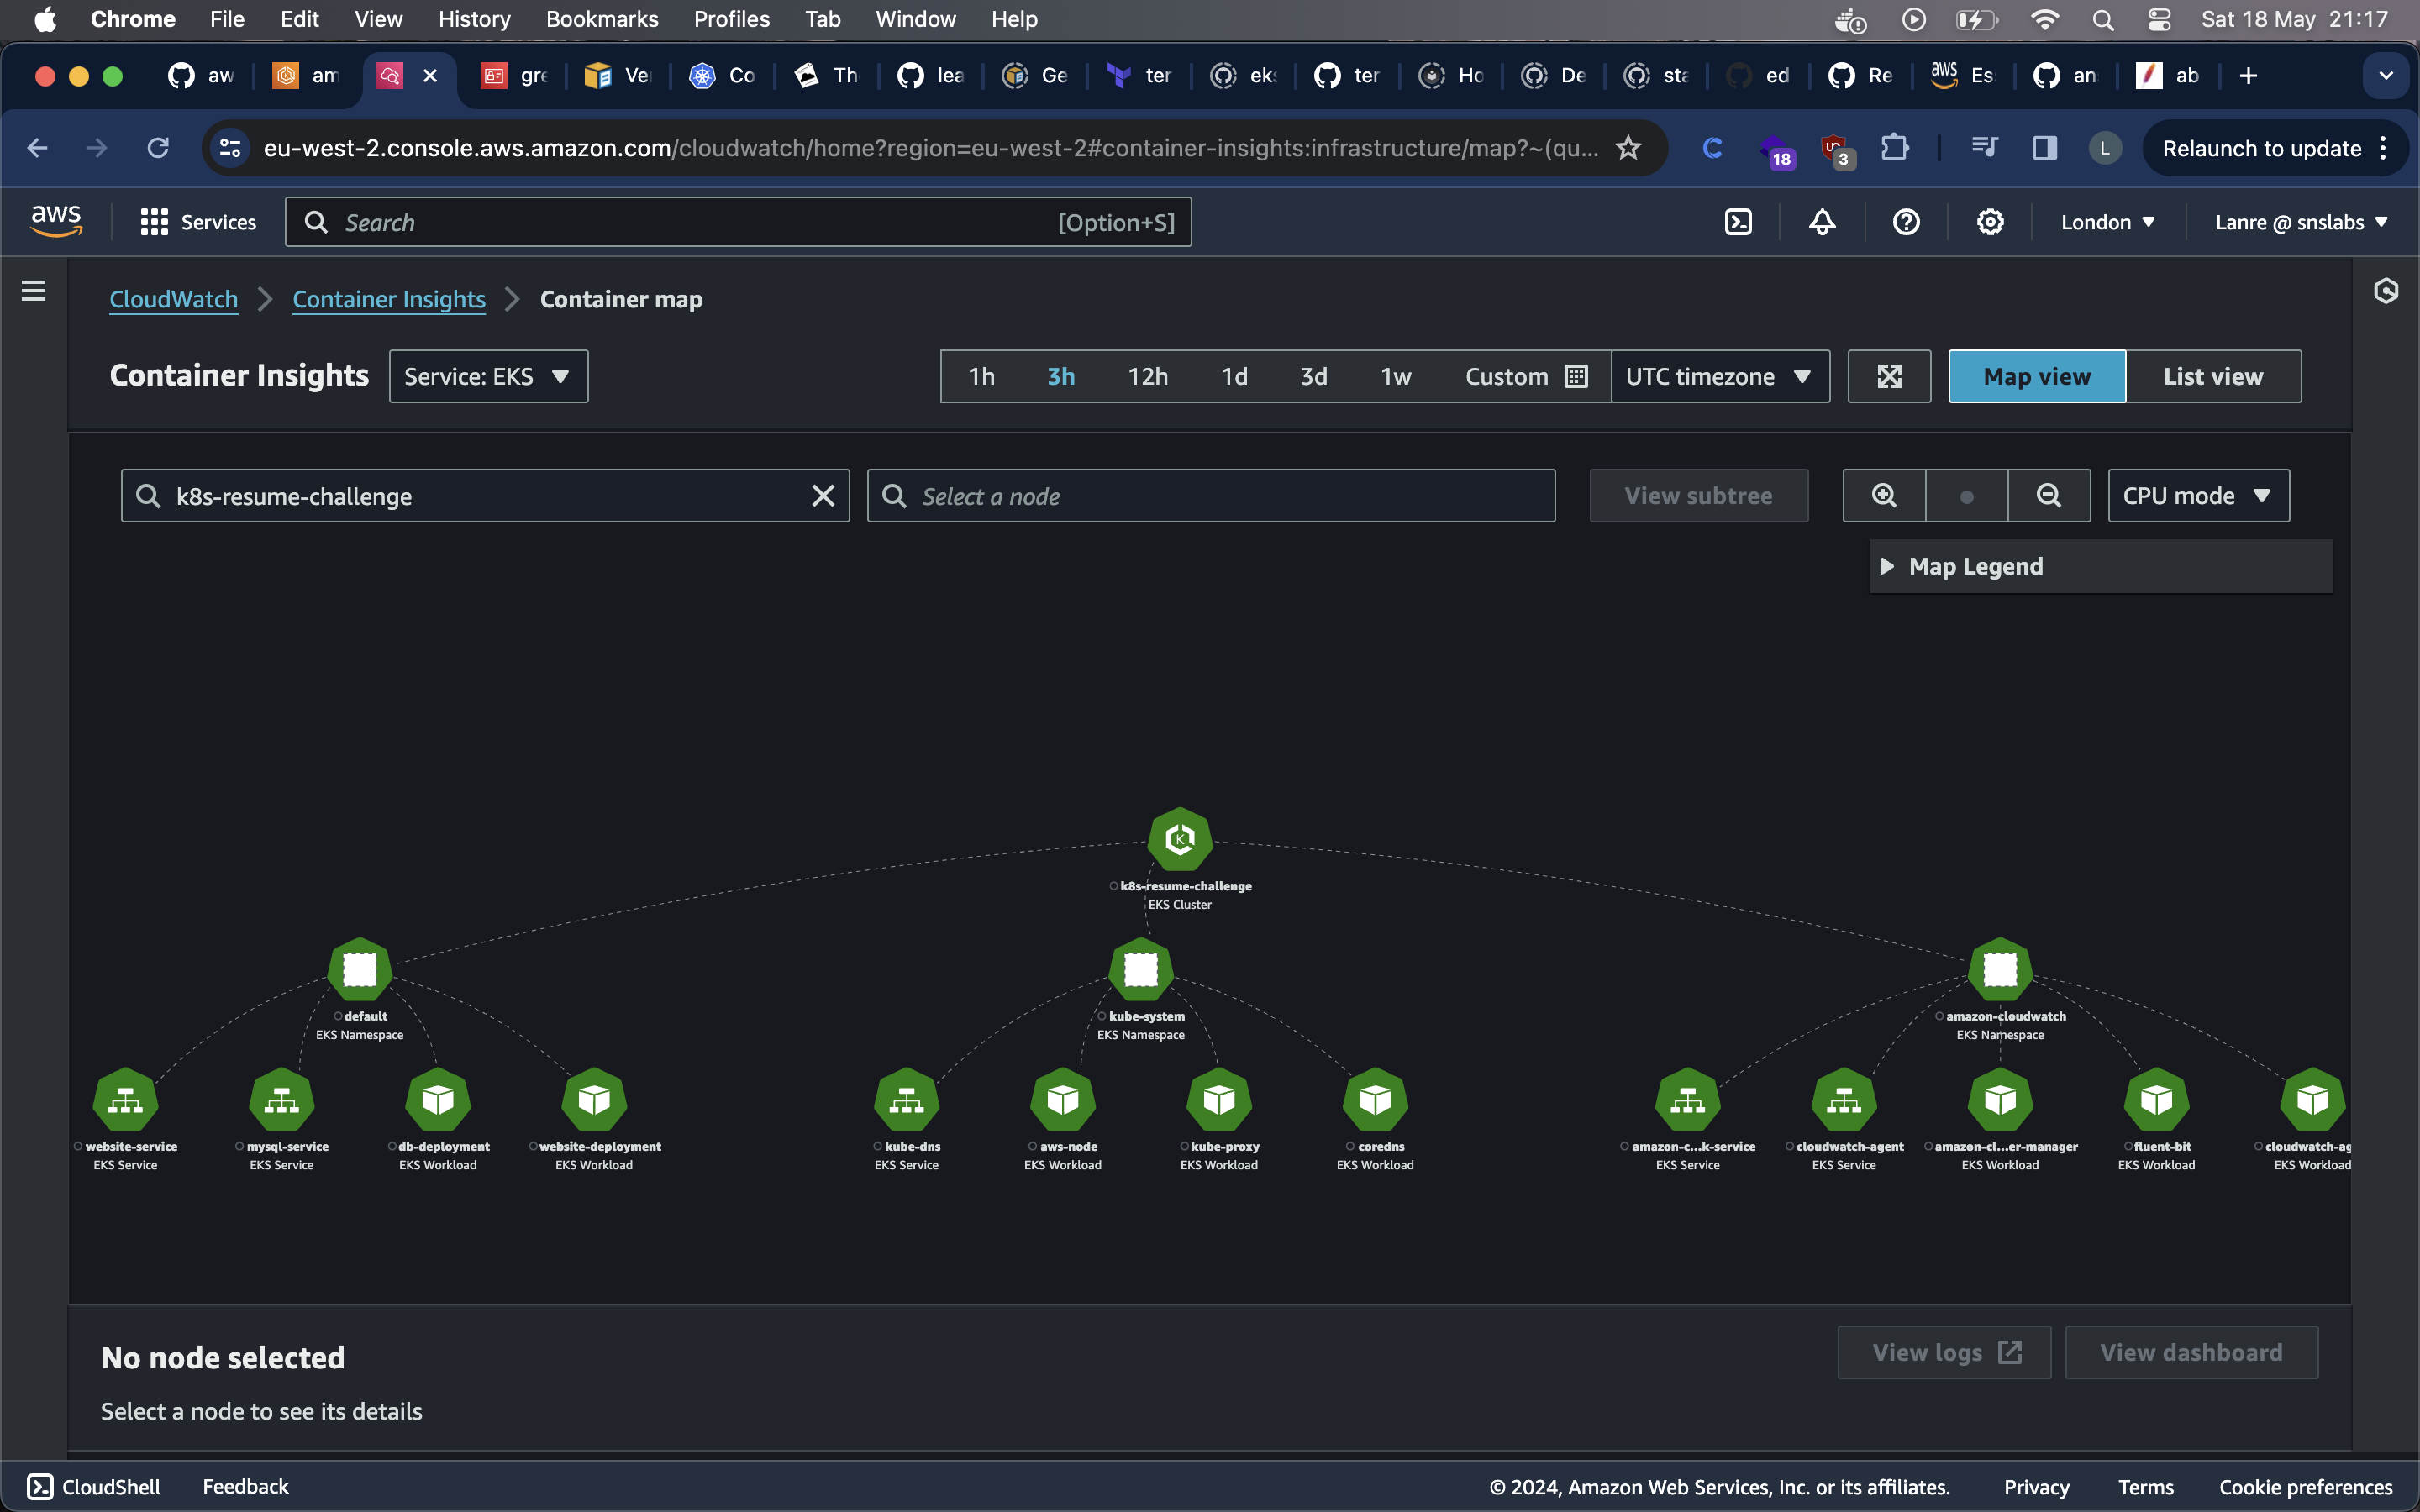 Chrome File Edit View History Bookmarks Profiles Tab Window Help Sat 18 May 21:17
aw am gre Ve Co Th lea Ge ter eks ter Ho De sta ed Re aws Es an ab
eu-west-2.console.aws.amazon.com/cloudwatch/home?region=eu-west-2#container-insights:infrastructure/map?~(qu... 18 3 L Relaunch to update
aws Services Search [Option+S] London Lanre @ snslabs
CloudWatch Container Insights Container map
Container Insights Service: EKS 1h 3h 12h 1d 3d 1w Custom UTC timezone Map view List view
k8s-resume-challenge Select a node View subtree CPU mode
Map Legend
K
k8s-resume-challenge
EKS Cluster
default kube-system amazon-cloudwatch
EKS Namespace EKS Namespace EKS Namespace
website-service mysql-service db-deployment website-deployment kube-dns aws-node kube-proxy coredns amazon-c...k-service cloudwatch-agent amazon-cl...er-manager fluent-bit cloudwatch-ag
EKS Service EKS Service EKS Workload EKS Workload EKS Service EKS Workload EKS Workload EKS Workload EKS Service EKS Service EKS Workload EKS Workload EKS Workload
No node selected View logs View dashboard
Select a node to see its details
CloudShell Feedback © 2024, Amazon Web Services, Inc. or its affiliates. Privacy Terms Cookie preferences